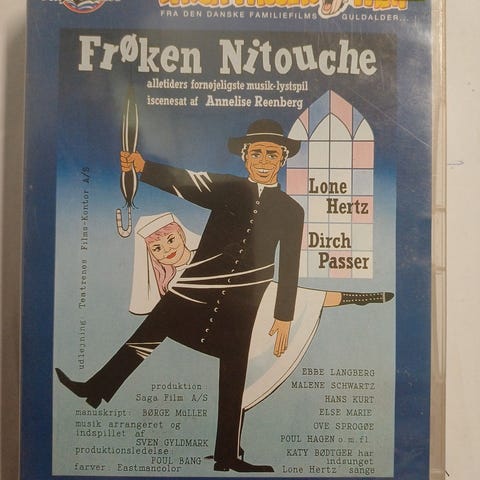 FRA DEN DANSKE FAMILIEFILMS GULDALDER...
Frøken Nitouche
alletiders fornøjeligste musik-lystspil
iscenesat af Annelise Reenberg
Lone
Hertz
Dirch
Passer
udlejning Teatrenes Films-Kontor A/S
produktion
Saga Film A/S
manuskript: BØRGE MüLLER
musik arrangeret og
indspillet af
SVEN GYLDMARK
produktionsledelse:
POUL BANG
farver: Eastmancolor
EBBE LANGBERG
MALENE SCHWARTZ
HANS KURT
ELSE MARIE
OVE SPROGØE
POUL HAGEN o.m.fl.
KATY BØDTGER har
indsunget
Lone Hertz' sange